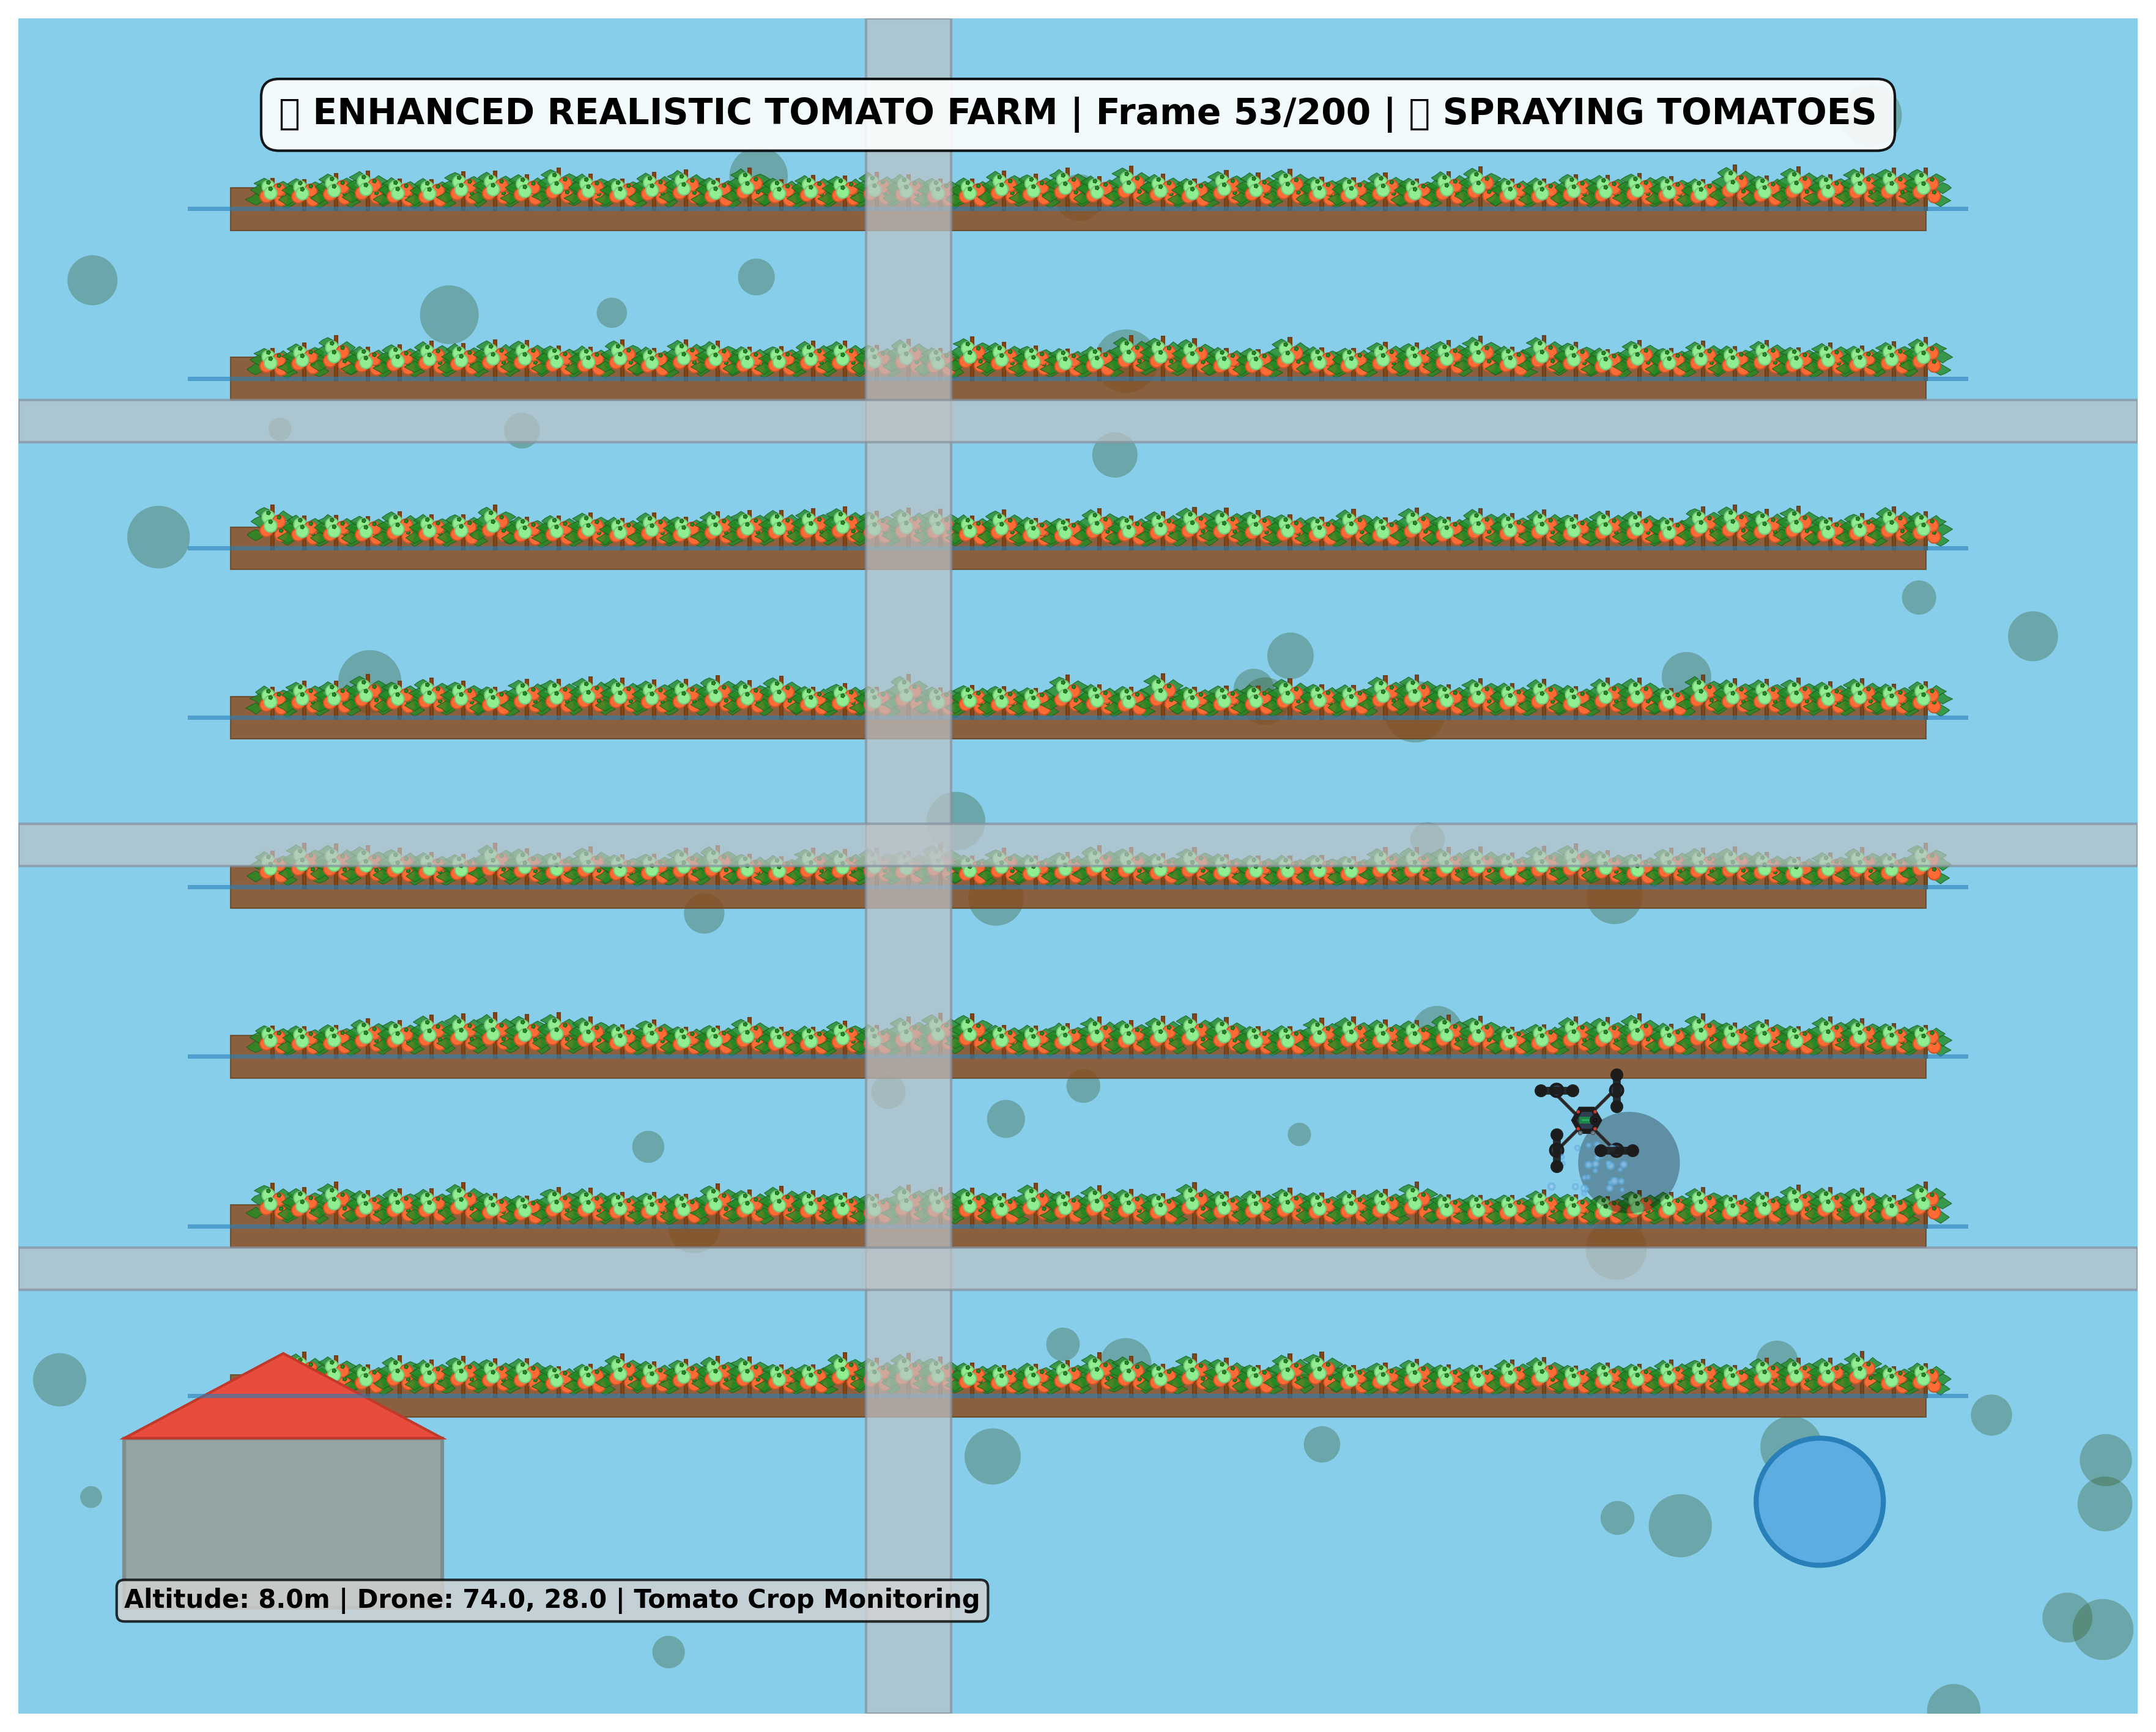 ▯ ENHANCED REALISTIC TOMATO FARM | Frame 53/200 | ▯ SPRAYING TOMATOES
Altitude: 8.0m | Drone: 74.0, 28.0 | Tomato Crop Monitoring